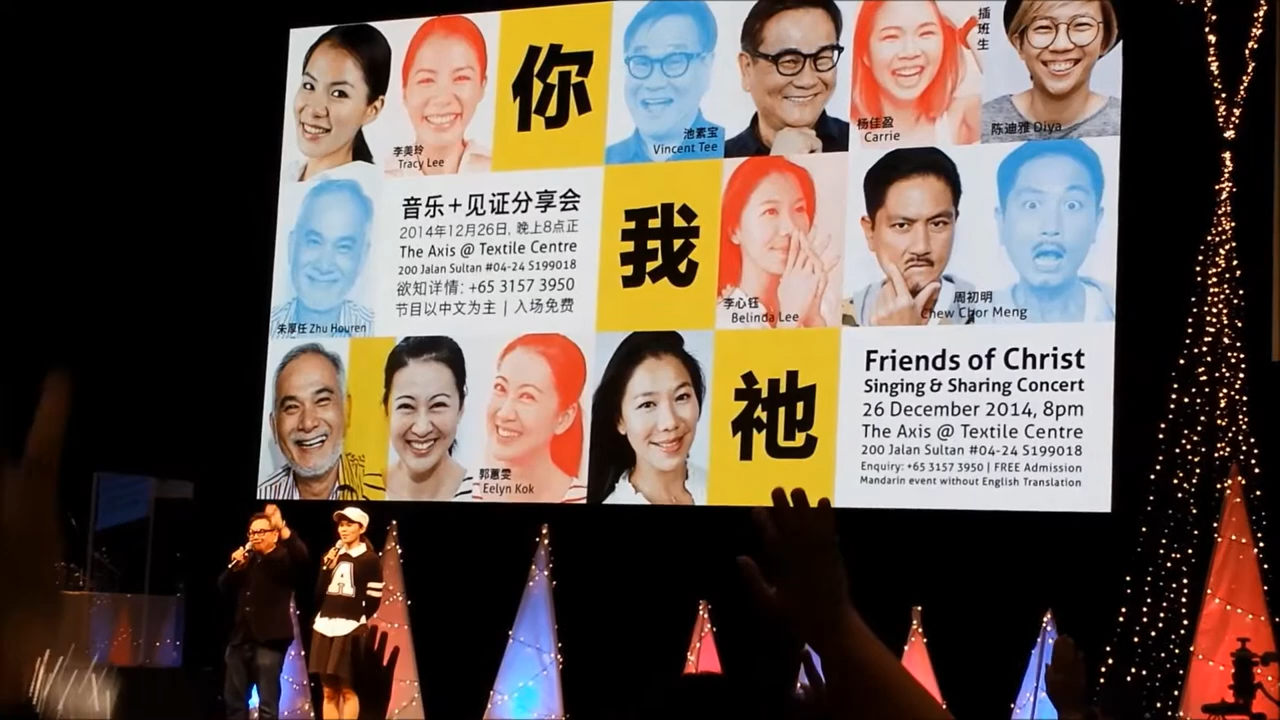 李美玲
Tracy Lee
你
池素宝
Vincent Tee
杨佳盈
Carrie
插班生
陈迪雅 Diya
朱厚任 Zhu Houren
音乐+见证分享会
2014年12月26日, 晚上8点正
The Axis @ Textile Centre
200 Jalan Sultan #04-24 S199018
欲知详情: +65 3157 3950
节目以中文为主 | 入场免费
我
李心钰
Belinda Lee
周初明
Chew Chor Meng
郭蕙雯
Eelyn Kok
祂
Friends of Christ
Singing & Sharing Concert
26 December 2014, 8pm
The Axis @ Textile Centre
200 Jalan Sultan #04-24 S199018
Enquiry: +65 3157 3950 | FREE Admission
Mandarin event without English Translation
A